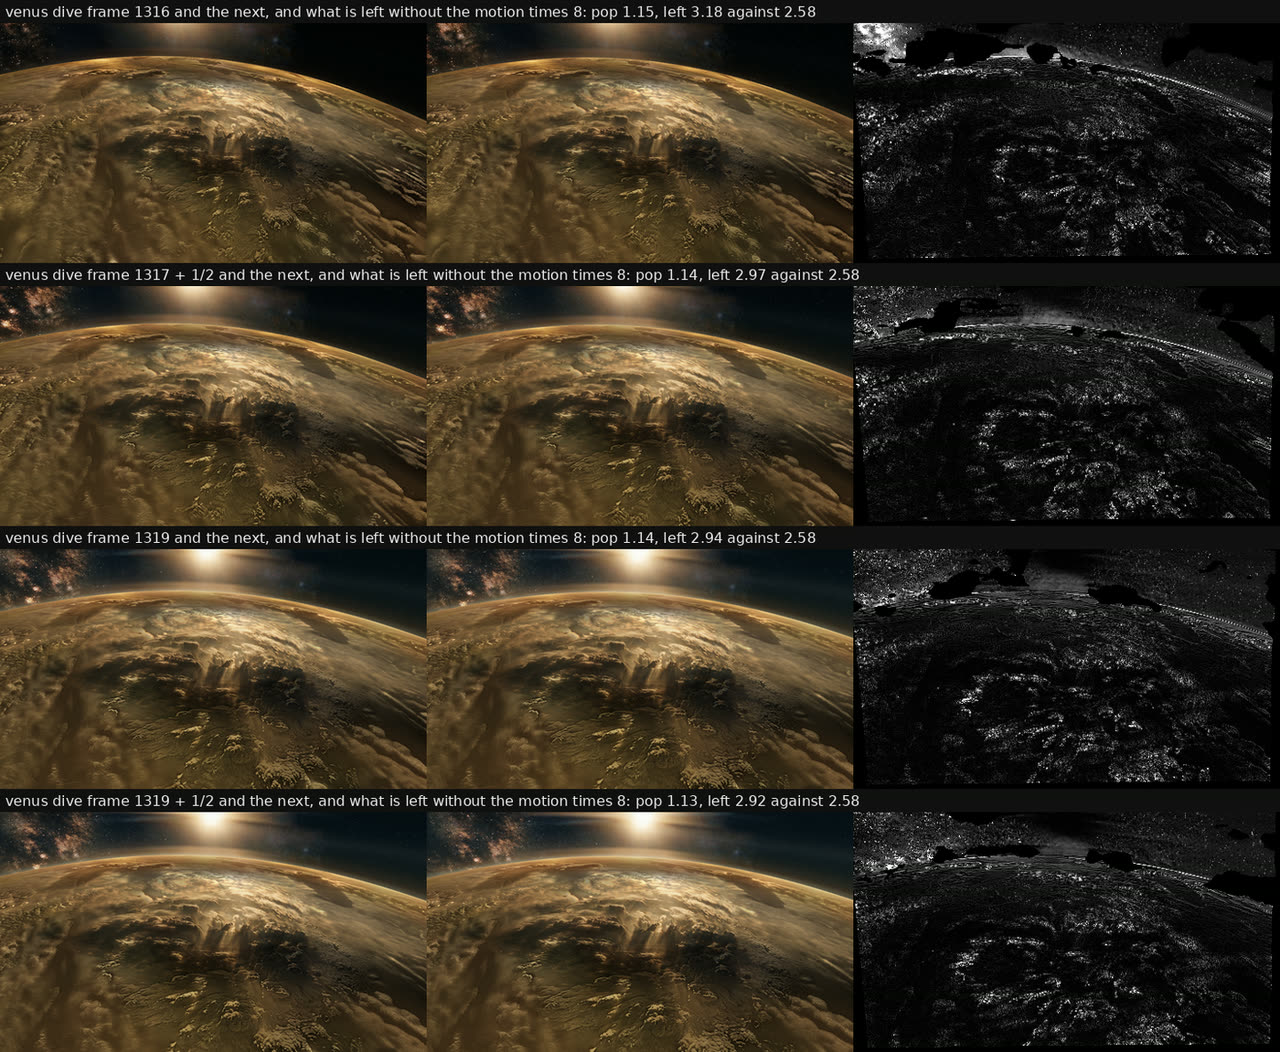 venus dive frame 1316 and the next, and what is left without the motion times 8: pop 1.15, left 3.18 against 2.58
venus dive frame 1317 + 1/2 and the next, and what is left without the motion times 8: pop 1.14, left 2.97 against 2.58
venus dive frame 1319 and the next, and what is left without the motion times 8: pop 1.14, left 2.94 against 2.58
venus dive frame 1319 + 1/2 and the next, and what is left without the motion times 8: pop 1.13, left 2.92 against 2.58